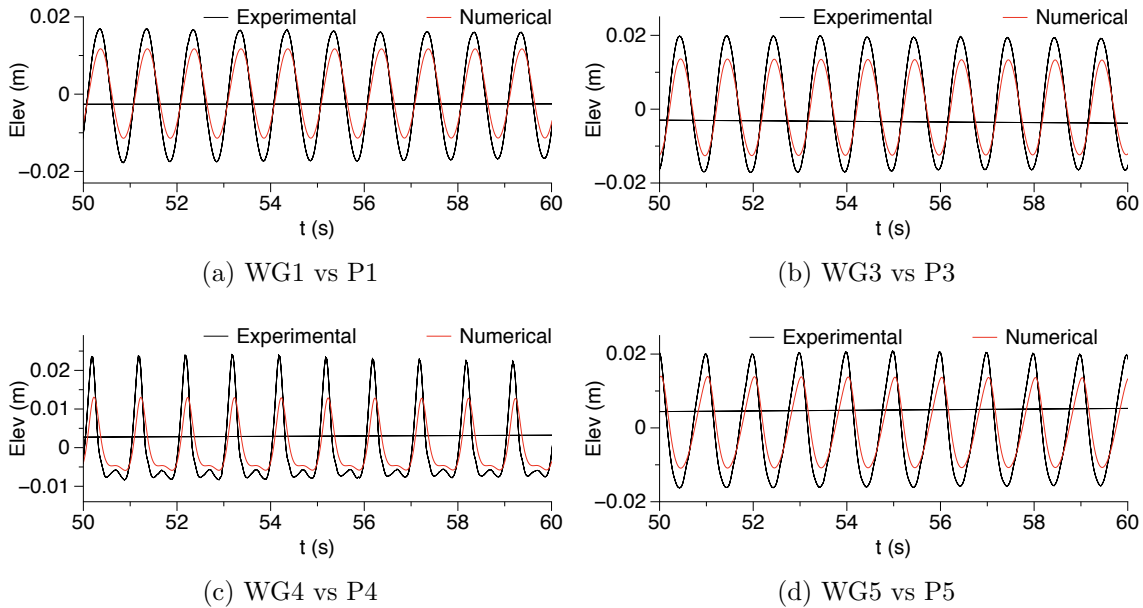 Experimental Numerical
0.02
0
−0.02
Elev (m)
50 52 54 56 58 60
t (s)
(a) WG1 vs P1
Experimental Numerical
0.02
0
−0.02
Elev (m)
50 52 54 56 58 60
t (s)
(b) WG3 vs P3
Experimental Numerical
0.02
0.01
0
−0.01
Elev (m)
50 52 54 56 58 60
t (s)
(c) WG4 vs P4
Experimental Numerical
0.02
0
−0.02
Elev (m)
50 52 54 56 58 60
t (s)
(d) WG5 vs P5